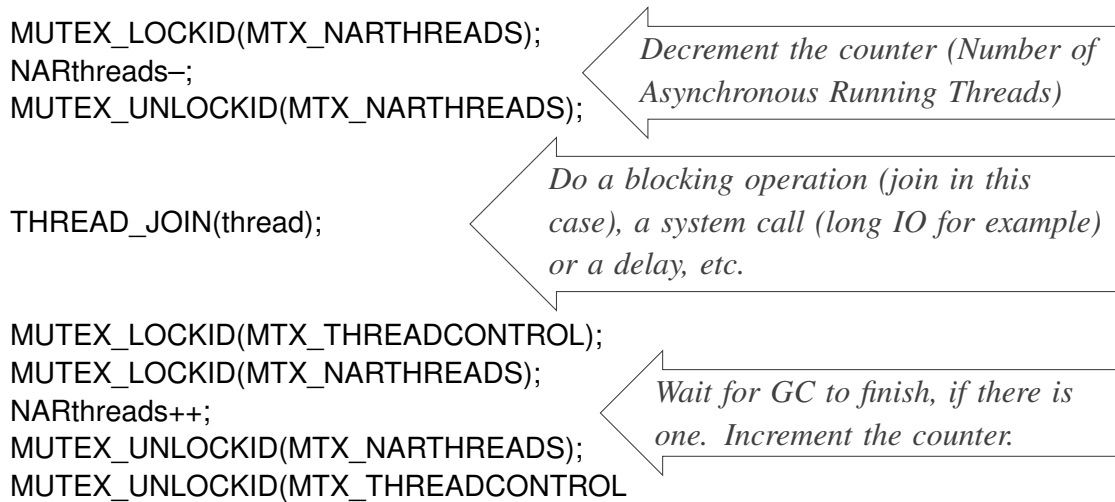 MUTEX_LOCKID(MTX_NARTHREADS);
NARthreads–;
MUTEX_UNLOCKID(MTX_NARTHREADS);
Decrement the counter (Number of
Asynchronous Running Threads)
THREAD_JOIN(thread);
Do a blocking operation (join in this
case), a system call (long IO for example)
or a delay, etc.
MUTEX_LOCKID(MTX_THREADCONTROL);
MUTEX_LOCKID(MTX_NARTHREADS);
NARthreads++;
MUTEX_UNLOCKID(MTX_NARTHREADS);
MUTEX_UNLOCKID(MTX_THREADCONTROL
Wait for GC to finish, if there is
one. Increment the counter.